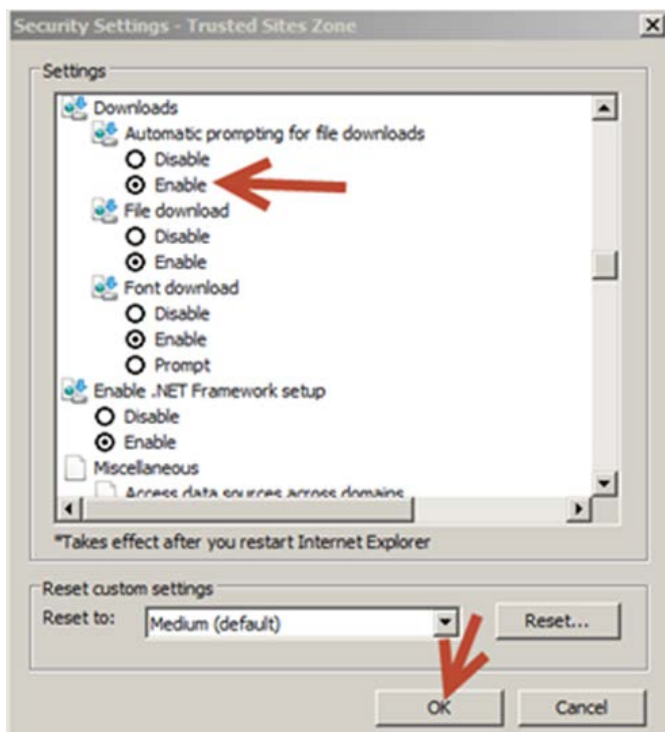 Security Settings - Trusted Sites Zone
Settings
Downloads
Automatic prompting for file downloads
Disable
Enable
File download
Disable
Enable
Font download
Disable
Enable
Prompt
Enable .NET Framework setup
Disable
Enable
Miscellaneous
Access data sources across domains
*Takes effect after you restart Internet Explorer
Reset custom settings
Reset to: Medium (default) Reset...
OK Cancel